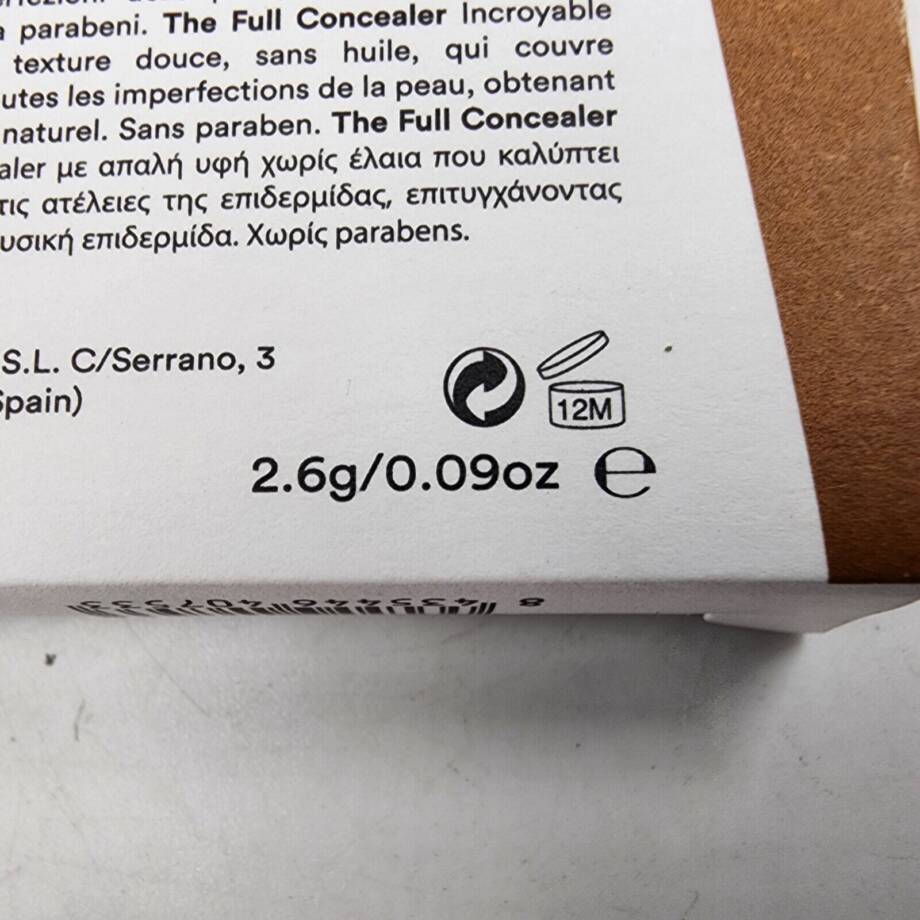 parabeni. The Full Concealer Incroyable
texture douce, sans huile, qui couvre
utes les imperfections de la peau, obtenant
naturel. Sans paraben. The Full Concealer
aler με απαλή υφή χωρίς έλαια που καλύπτει
τις ατέλειες της επιδερμίδας, επιτυγχάνοντας
υσική επιδερμίδα. Χωρίς parabens.
S.L. C/Serrano, 3
Spain)
12M
2.6g/0.09oz e